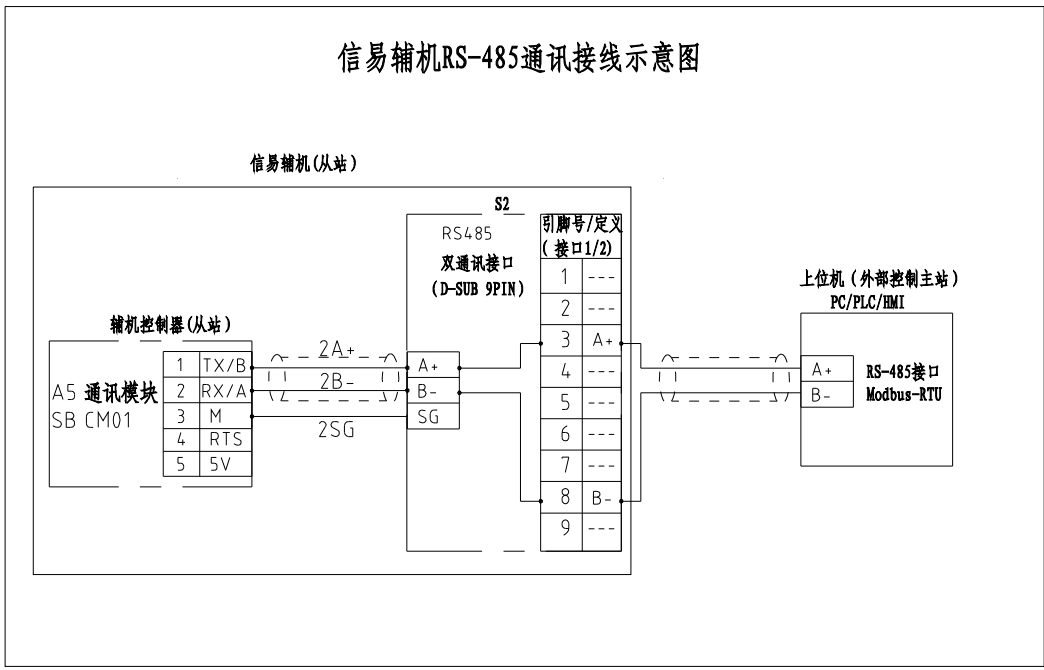 信易辅机RS-485通讯接线示意图
信易辅机(从站)
S2
RS485
双通讯接口
(D-SUB 9PIN)
引脚号/定义
(接口1/2)
1 ---
2 ---
3 A+
4 ---
5 ---
6 ---
7 ---
8 B-
9 ---
辅机控制器(从站)
A5 通讯模块
SB CM01
1 TX/B
2 RX/A
3 M
4 RTS
5 5V
2A+
2B-
2SG
A+
B-
SG
上位机(外部控制主站)
PC/PLC/HMI
A+
B-
RS-485接口
Modbus-RTU